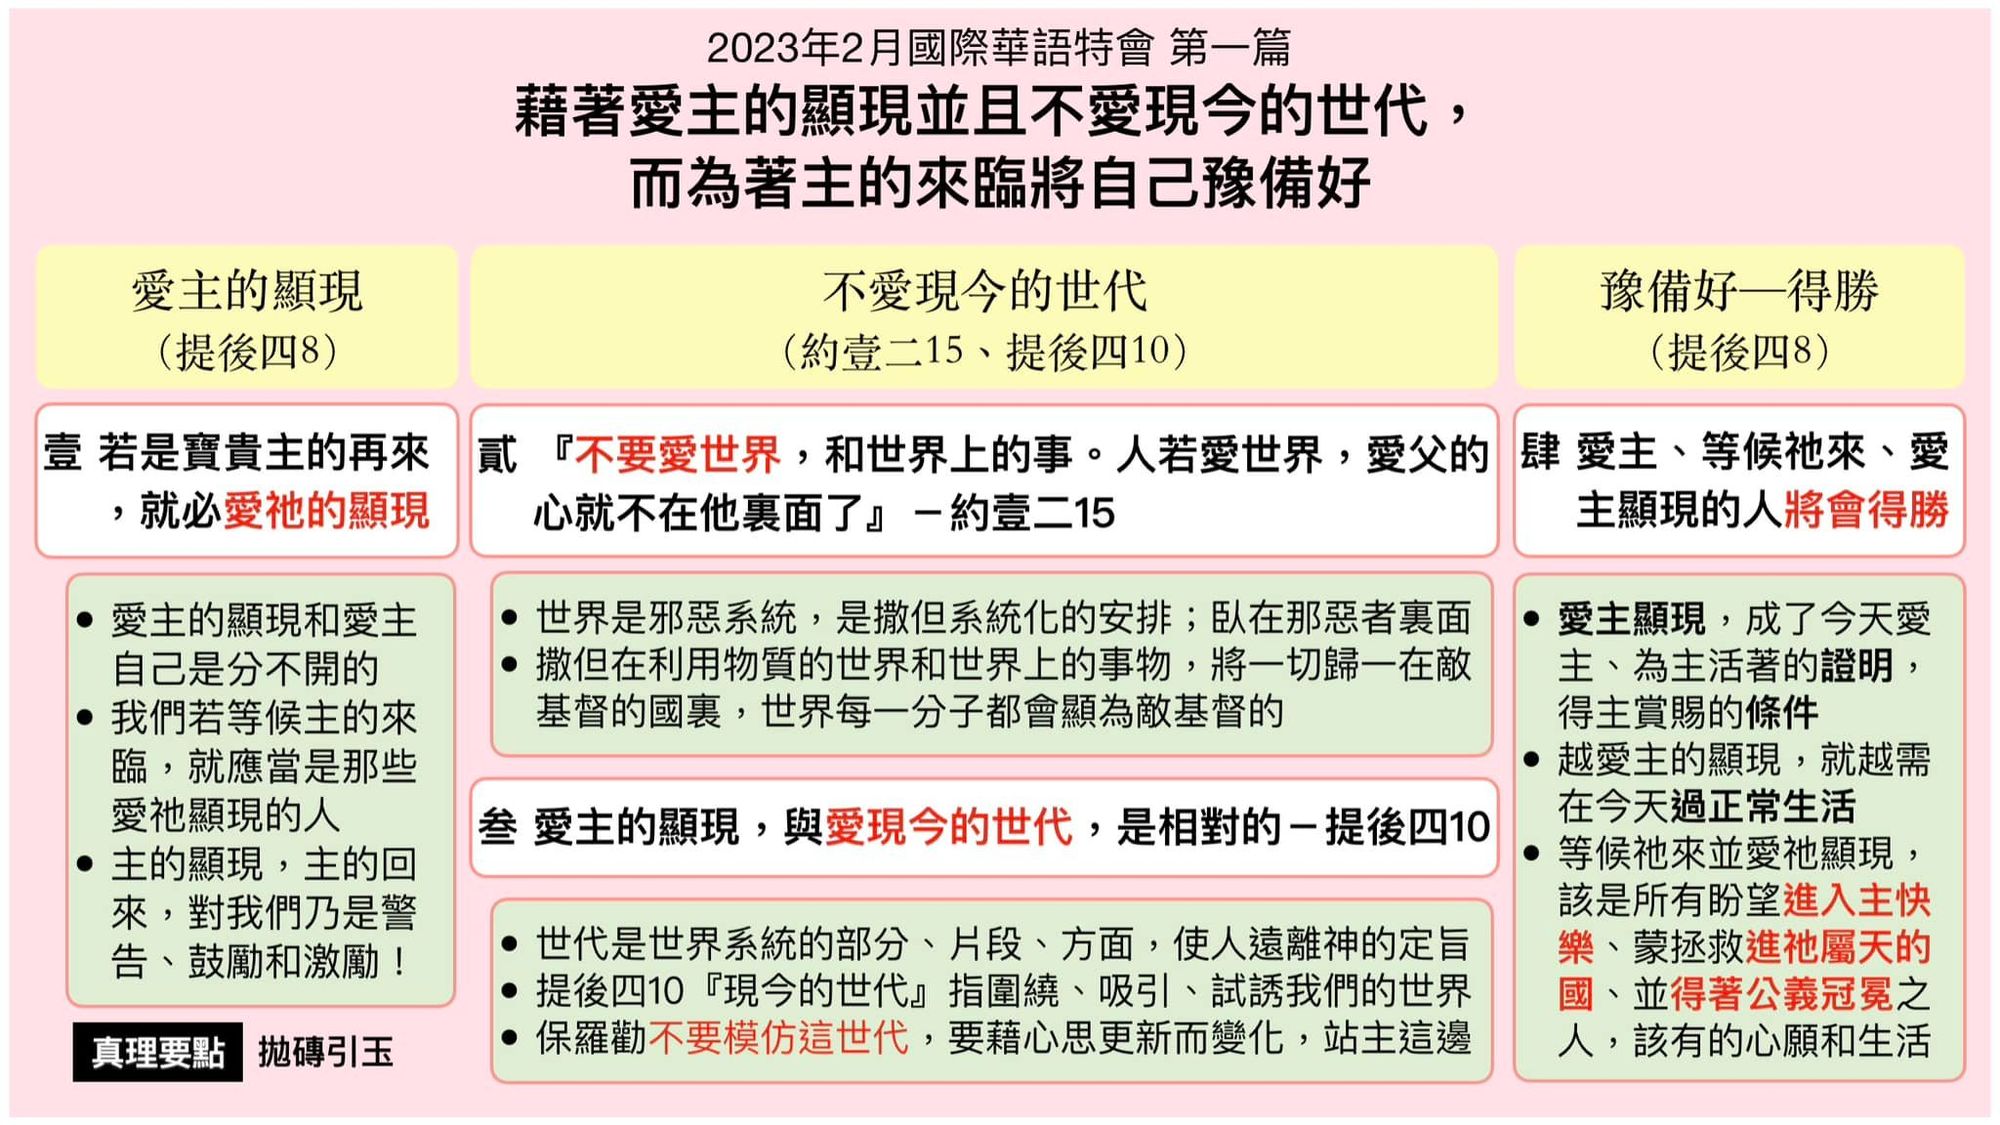 2023年2月國際華語特會 第一篇
藉著愛主的顯現並且不愛現今的世代，
而為著主的來臨將自己豫備好
愛主的顯現
（提後四8）
壹 若是寶貴主的再來
，就必愛祂的顯現
• 愛主的顯現和愛主
自己是分不開的
• 我們若等候主的來
臨，就應當是那些
愛祂顯現的人
• 主的顯現，主的回
來，對我們乃是警
告、鼓勵和激勵！
真理要點 拋磚引玉
不愛現今的世代
（約壹二15、提後四10）
貳 『不要愛世界，和世界上的事。人若愛世界，愛父的
心就不在他裏面了』－約壹二15
• 世界是邪惡系統，是撒但系統化的安排；臥在那惡者裏面
• 撒但在利用物質的世界和世界上的事物，將一切歸一在敵
基督的國裏，世界每一分子都會顯為敵基督的
叁 愛主的顯現，與愛現今的世代，是相對的－提後四10
• 世代是世界系統的部分、片段、方面，使人遠離神的定旨
• 提後四10『現今的世代』指圍繞、吸引、試誘我們的世界
• 保羅勸不要模仿這世代，要藉心思更新而變化，站主這邊
豫備好—得勝
（提後四8）
肆 愛主、等候祂來、愛
主顯現的人將會得勝
• 愛主顯現，成了今天愛
主、為主活著的證明，
得主賞賜的條件
• 越愛主的顯現，就越需
在今天過正常生活
• 等候祂來並愛祂顯現，
該是所有盼望進入主快
樂、蒙拯救進祂屬天的
國、並得著公義冠冕之
人，該有的心願和生活